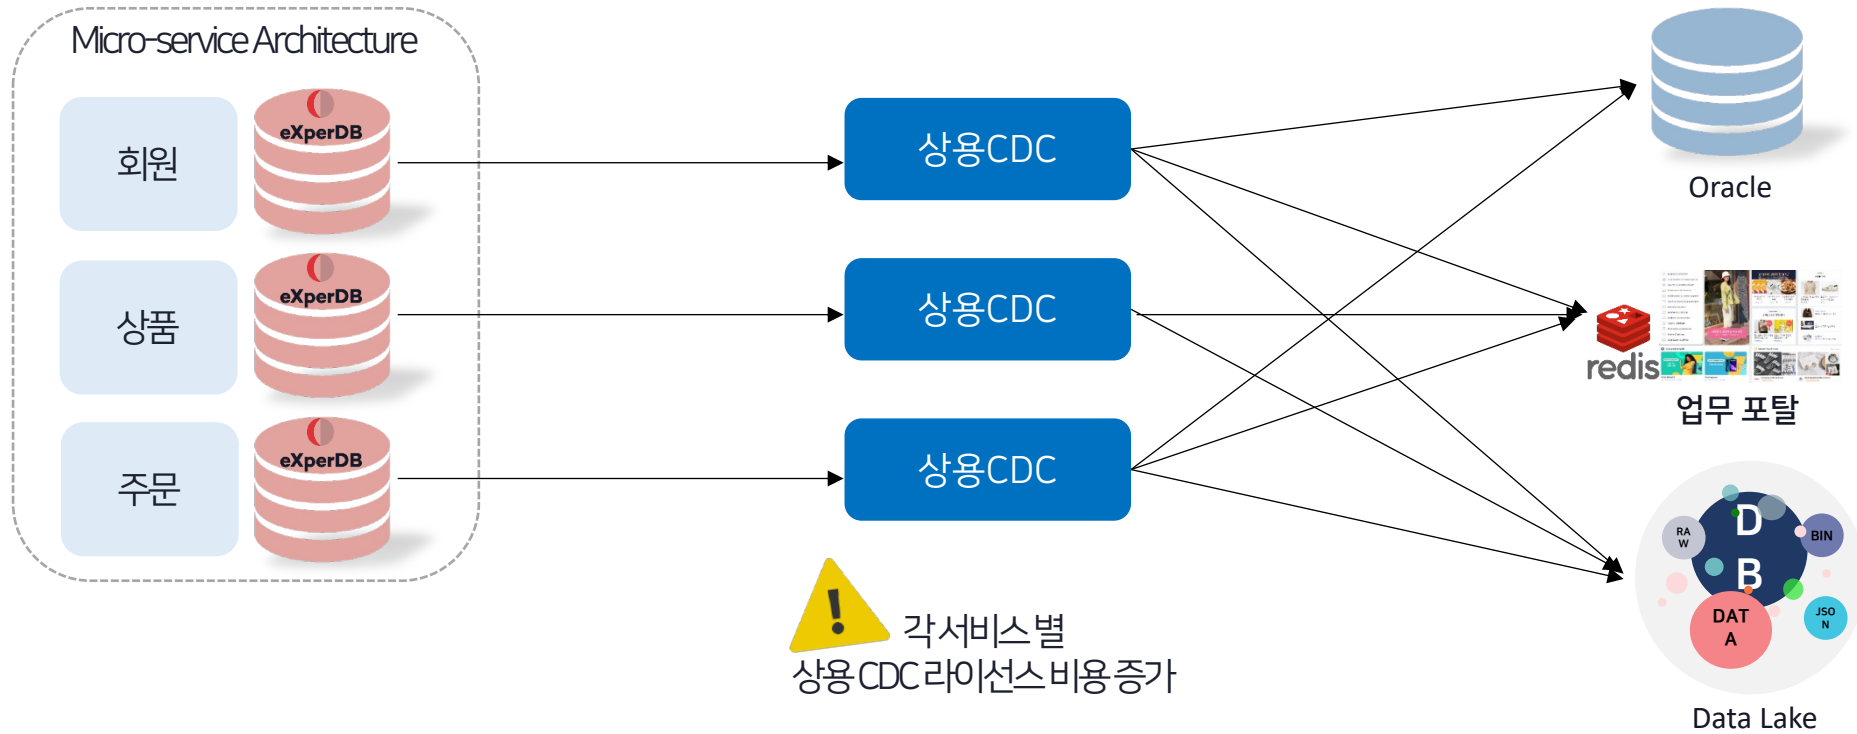 Micro-service Architecture
회원
eXperDB
상품
eXperDB
주문
eXperDB
상용CDC
상용CDC
상용CDC
각 서비스 별
상용 CDC 라이선스 비용 증가
Oracle
redis
업무 포탈
RA
W
D
B
BIN
DAT
A
JSO
N
Data Lake